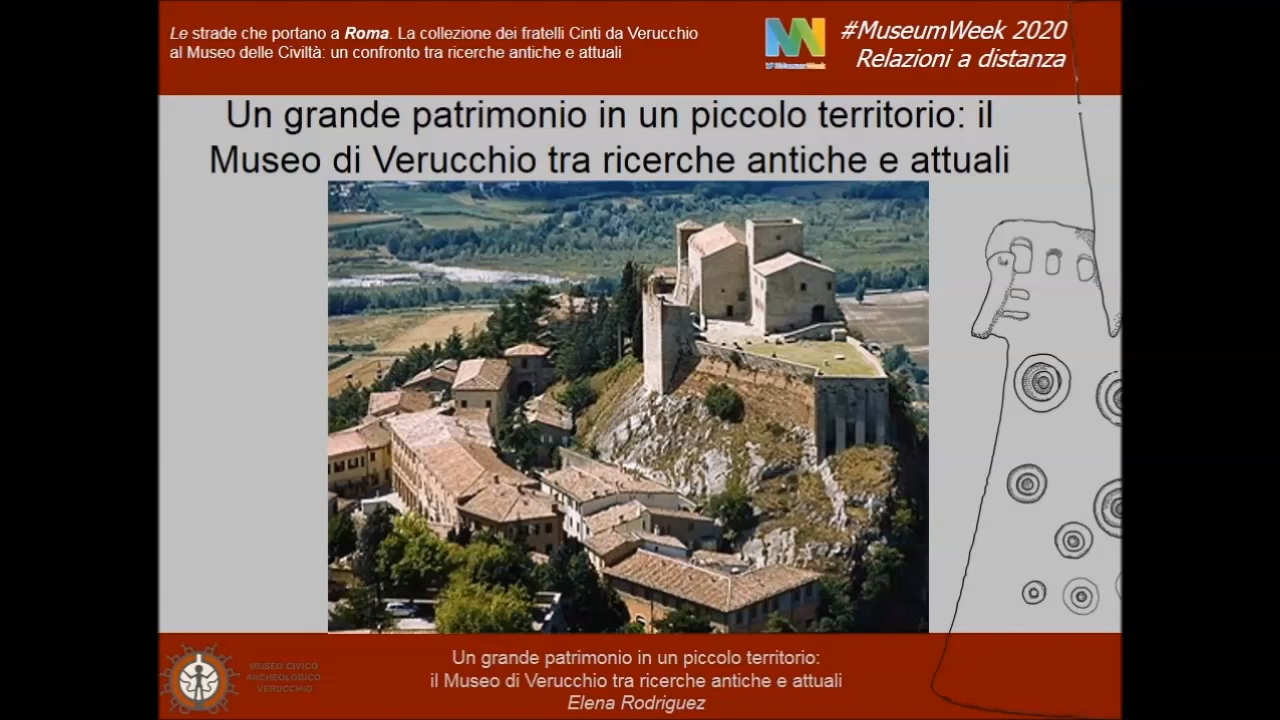 Le strade che portano a Roma. La collezione dei fratelli Cinti da Verucchio
al Museo delle Civiltà: un confronto tra ricerche antiche e attuali
#MuseumWeek 2020
Relazioni a distanza
Un grande patrimonio in un piccolo territorio: il
Museo di Verucchio tra ricerche antiche e attuali
MUSEO CIVICO
ARCHEOLOGICO
VERUCCHIO
Un grande patrimonio in un piccolo territorio:
il Museo di Verucchio tra ricerche antiche e attuali
Elena Rodriguez